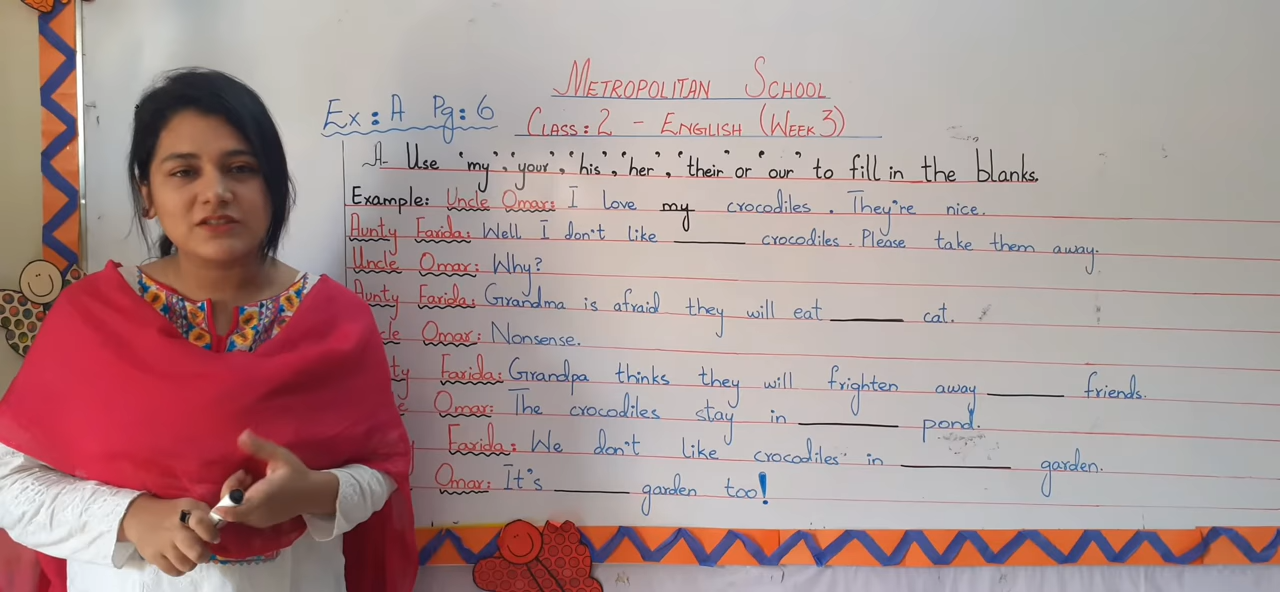 METROPOLITAN SCHOOL
Ex: A Pg: 6
CLASS: 2 - ENGLISH (WEEK 3)
A- Use "my", "your", "his", "her", "their" or "our" to fill in the blanks.
Example: Uncle Omar: I love my crocodiles. They're nice.
Aunty Farida: Well I don't like ______ crocodiles. Please take them away.
Uncle Omar: Why?
Aunty Farida: Grandma is afraid they will eat ______ cat.
Omar: Nonsense.
Farida: Grandpa thinks they will frighten away ______ friends.
Omar: The crocodiles stay in ______ pond.
Farida: We don't like crocodiles in ______ garden.
Omar: It's ______ garden too!